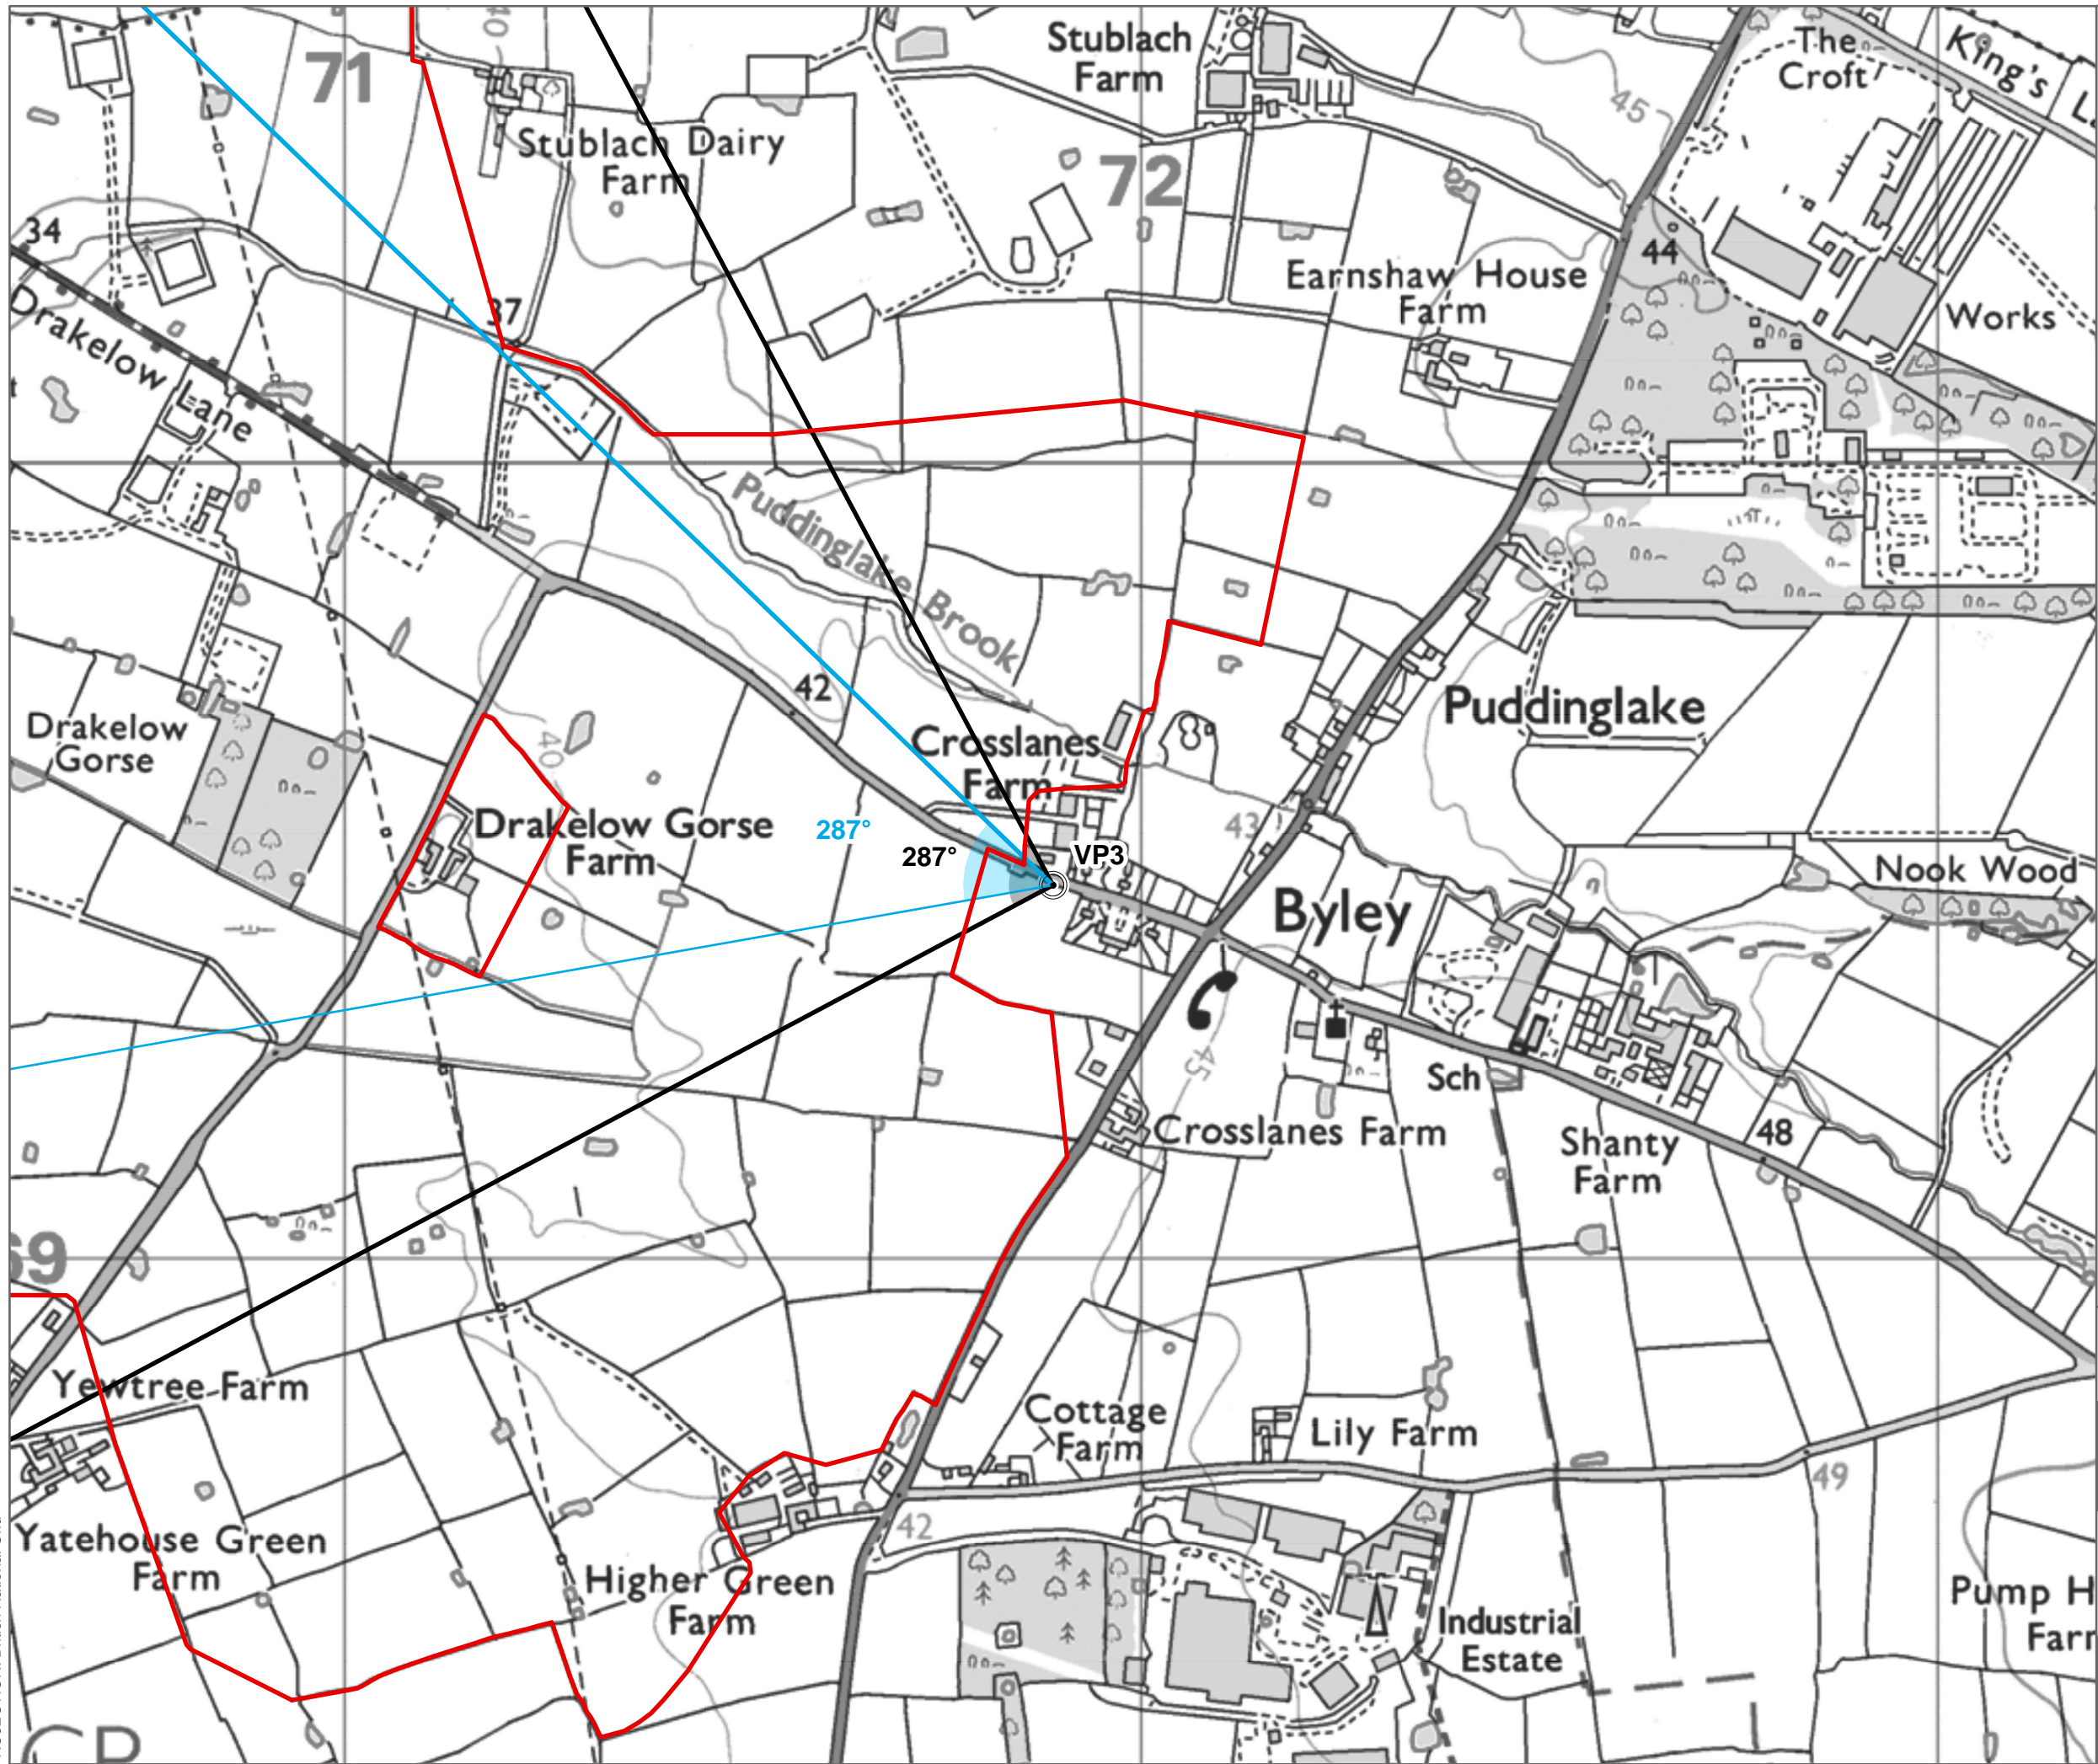 71
40
Stublach
Farm
The
Croft
King's
45
Stublach Dairy
Farm
72
34
44
Earnshaw House
Farm
37
Works
Drakelow Lane
Puddinglake Brook
42
Puddinglake
Drakelow
Gorse
40
Crosslanes
Farm
Drakelow Gorse
Farm
287°
287°
VP3
43
Nook Wood
Byley
45
Sch
Crosslanes Farm
Shanty
Farm
48
69
Yewtree Farm
Cottage
Farm
Lily Farm
49
Yatehouse Green
Farm
42
Higher Green
Farm
Industrial
Estate
Pump H
Farm
CP